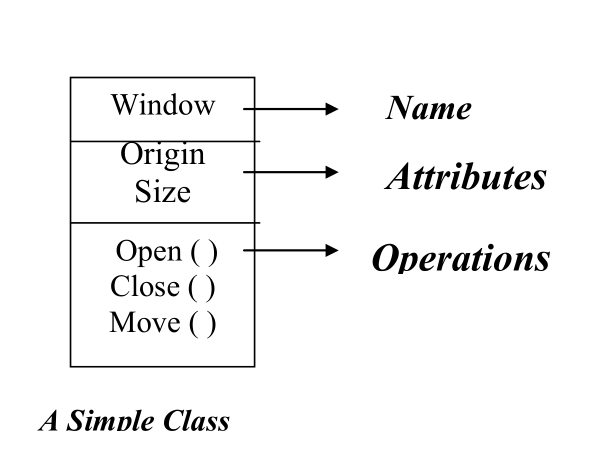 Window
Name
Origin
Size
Attributes
Open ( )
Close ( )
Move ( )
Operations
A Simple Class